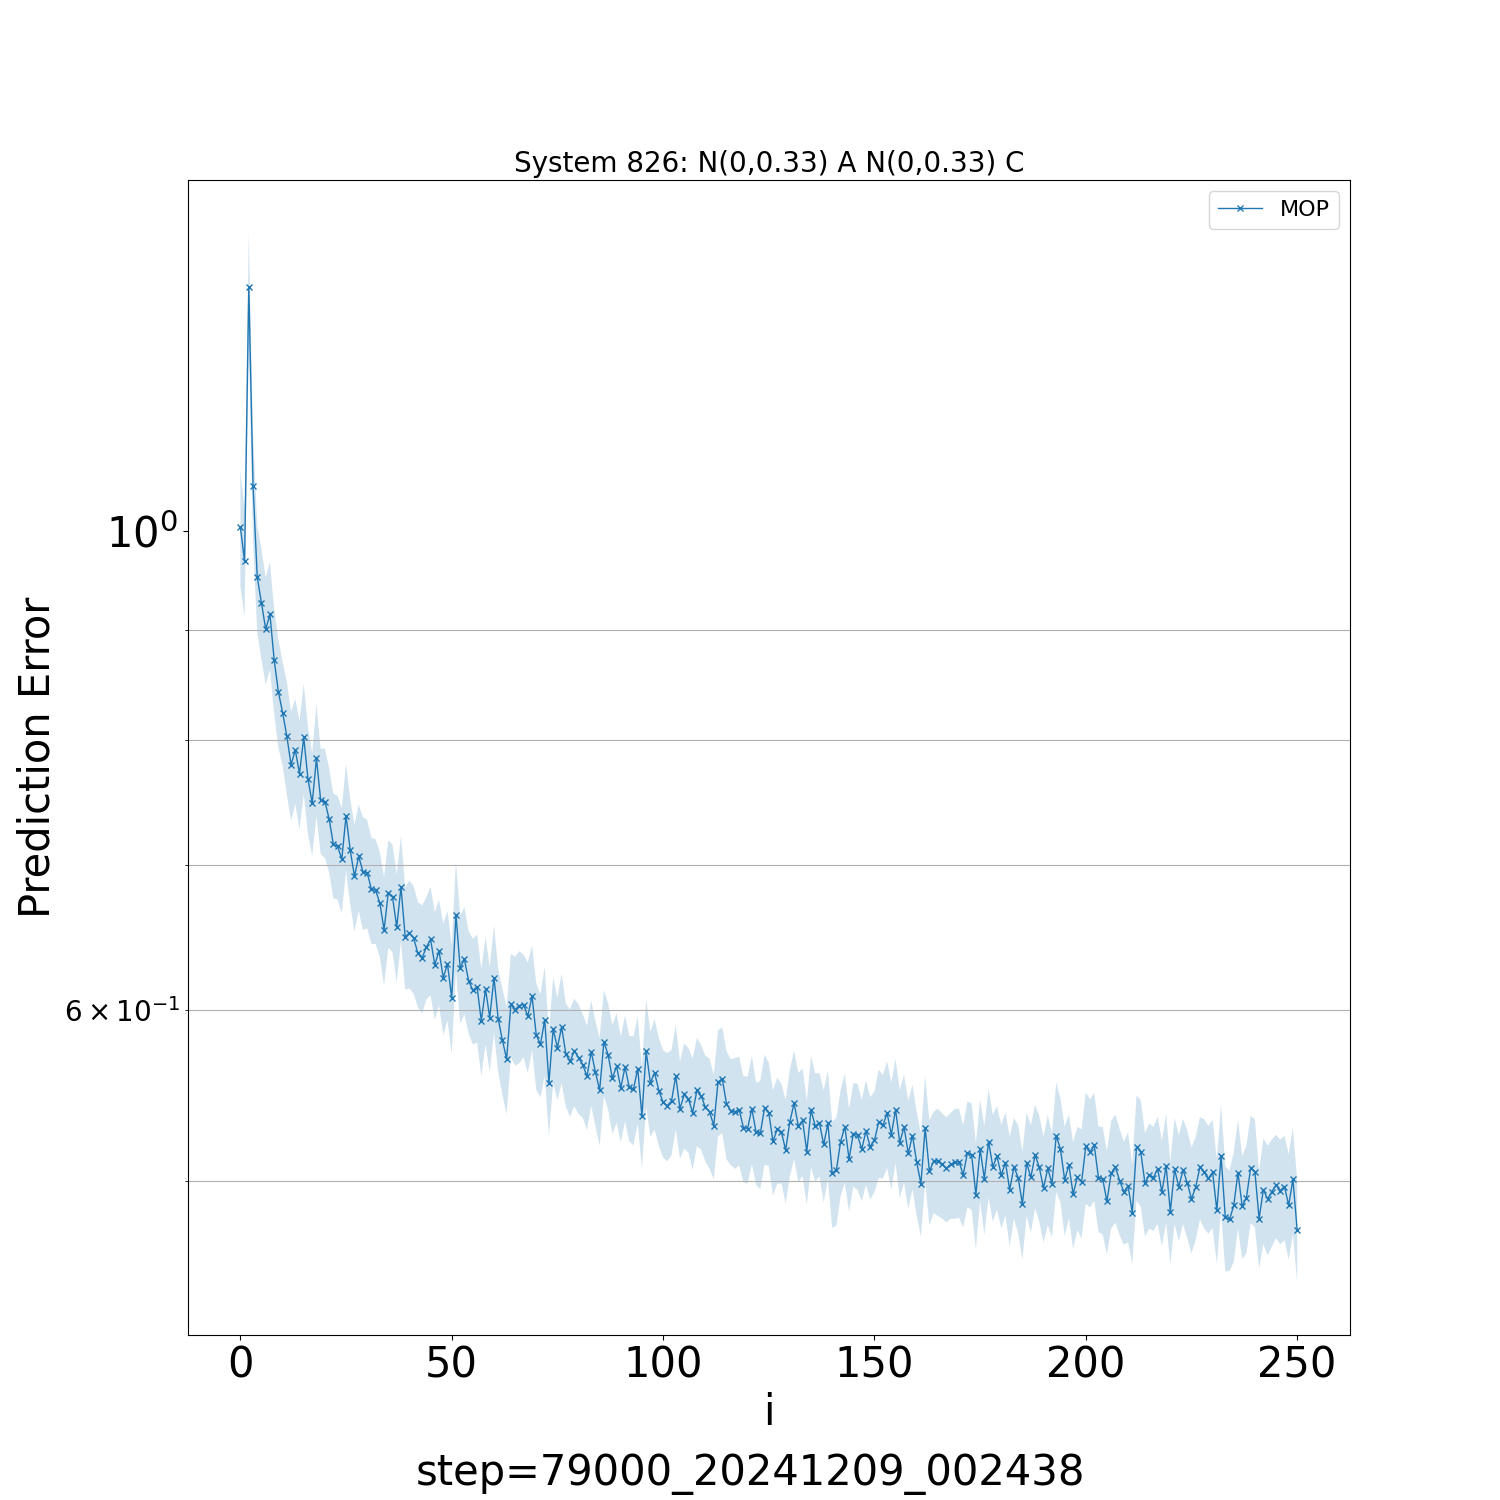 System 826: N(0,0.33) A N(0,0.33) C
MOP
10⁰
6 × 10⁻¹
Prediction Error
0 50 100 150 200 250
i
step=79000_20241209_002438